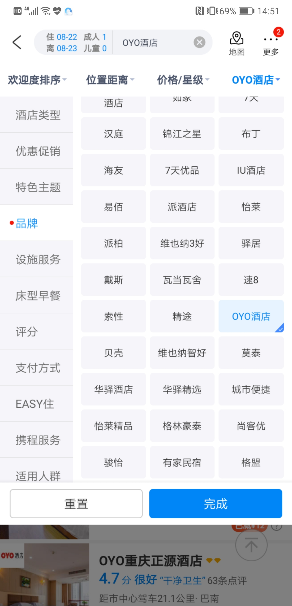 69% 14:51
住 08-22 成人 1
离 08-23 儿童 0
OYO酒店
地图
更多
2
欢迎度排序 位置距离 价格/星级 OYO酒店
酒店类型
优惠促销
特色主题
品牌
设施服务
床型早餐
评分
支付方式
EASY住
携程服务
适用人群
酒店 如家 7天
汉庭 锦江之星 布丁
海友 7天优品 IU酒店
易佰 派酒店 怡莱
派柏 维也纳3好 驿居
戴斯 瓦当瓦舍 速8
索性 精途 OYO酒店
贝壳 维也纳智好 莫泰
华驿酒店 华驿精选 城市便捷
怡莱精品 格林豪泰 尚客优
骏怡 有家民宿 格盟
重置 完成
OYO
OYO重庆正源酒店
4.7分 很好 “干净卫生” 63条点评
距市中心驾车21.1公里·巴南